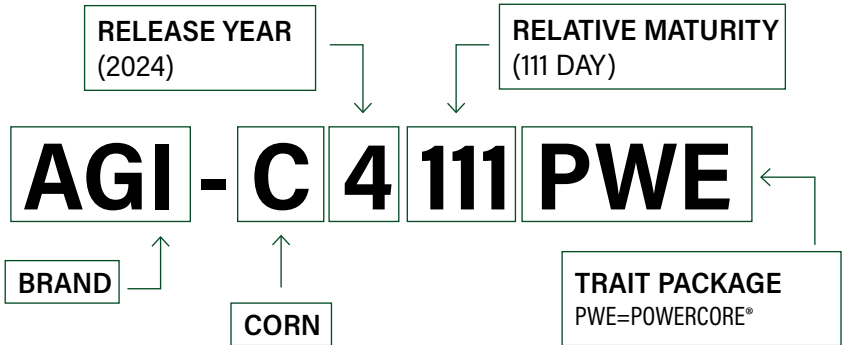 RELEASE YEAR
(2024)
RELATIVE MATURITY
(111 DAY)
AGI - C 4 111 PWE
BRAND
CORN
TRAIT PACKAGE
PWE=POWERCORE®